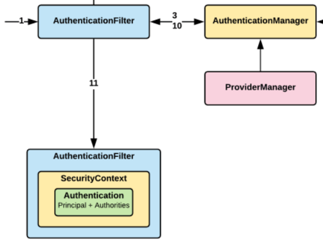 1
AuthenticationFilter
3
10
AuthenticationManager
11
ProviderManager
AuthenticationFilter
SecurityContext
Authentication
Principal + Authorities